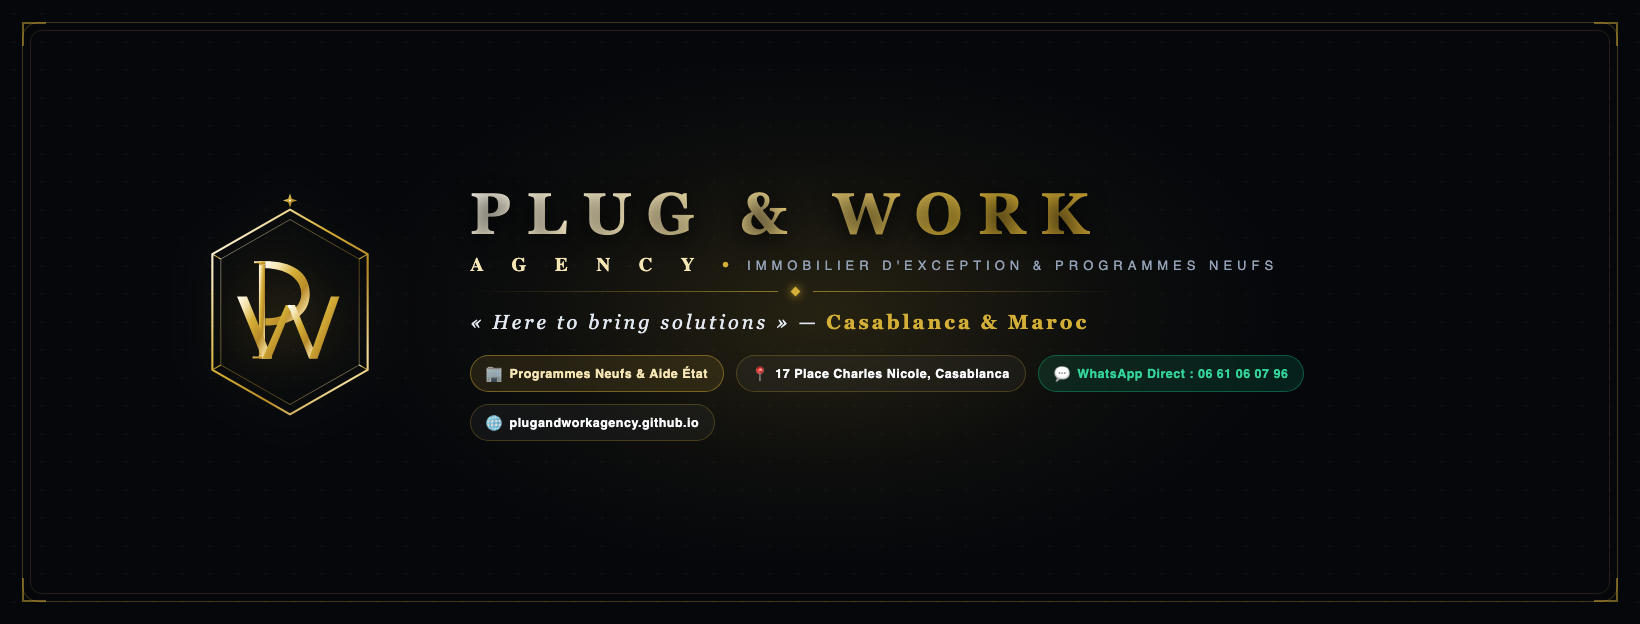 PW
PLUG & WORK
AGENCY • IMMOBILIER D'EXCEPTION & PROGRAMMES NEUFS
« Here to bring solutions » — Casablanca & Maroc
🏢 Programmes Neufs & Aide État
📍 17 Place Charles Nicole, Casablanca
💬 WhatsApp Direct : 06 61 06 07 96
🌐 plugandworkagency.github.io